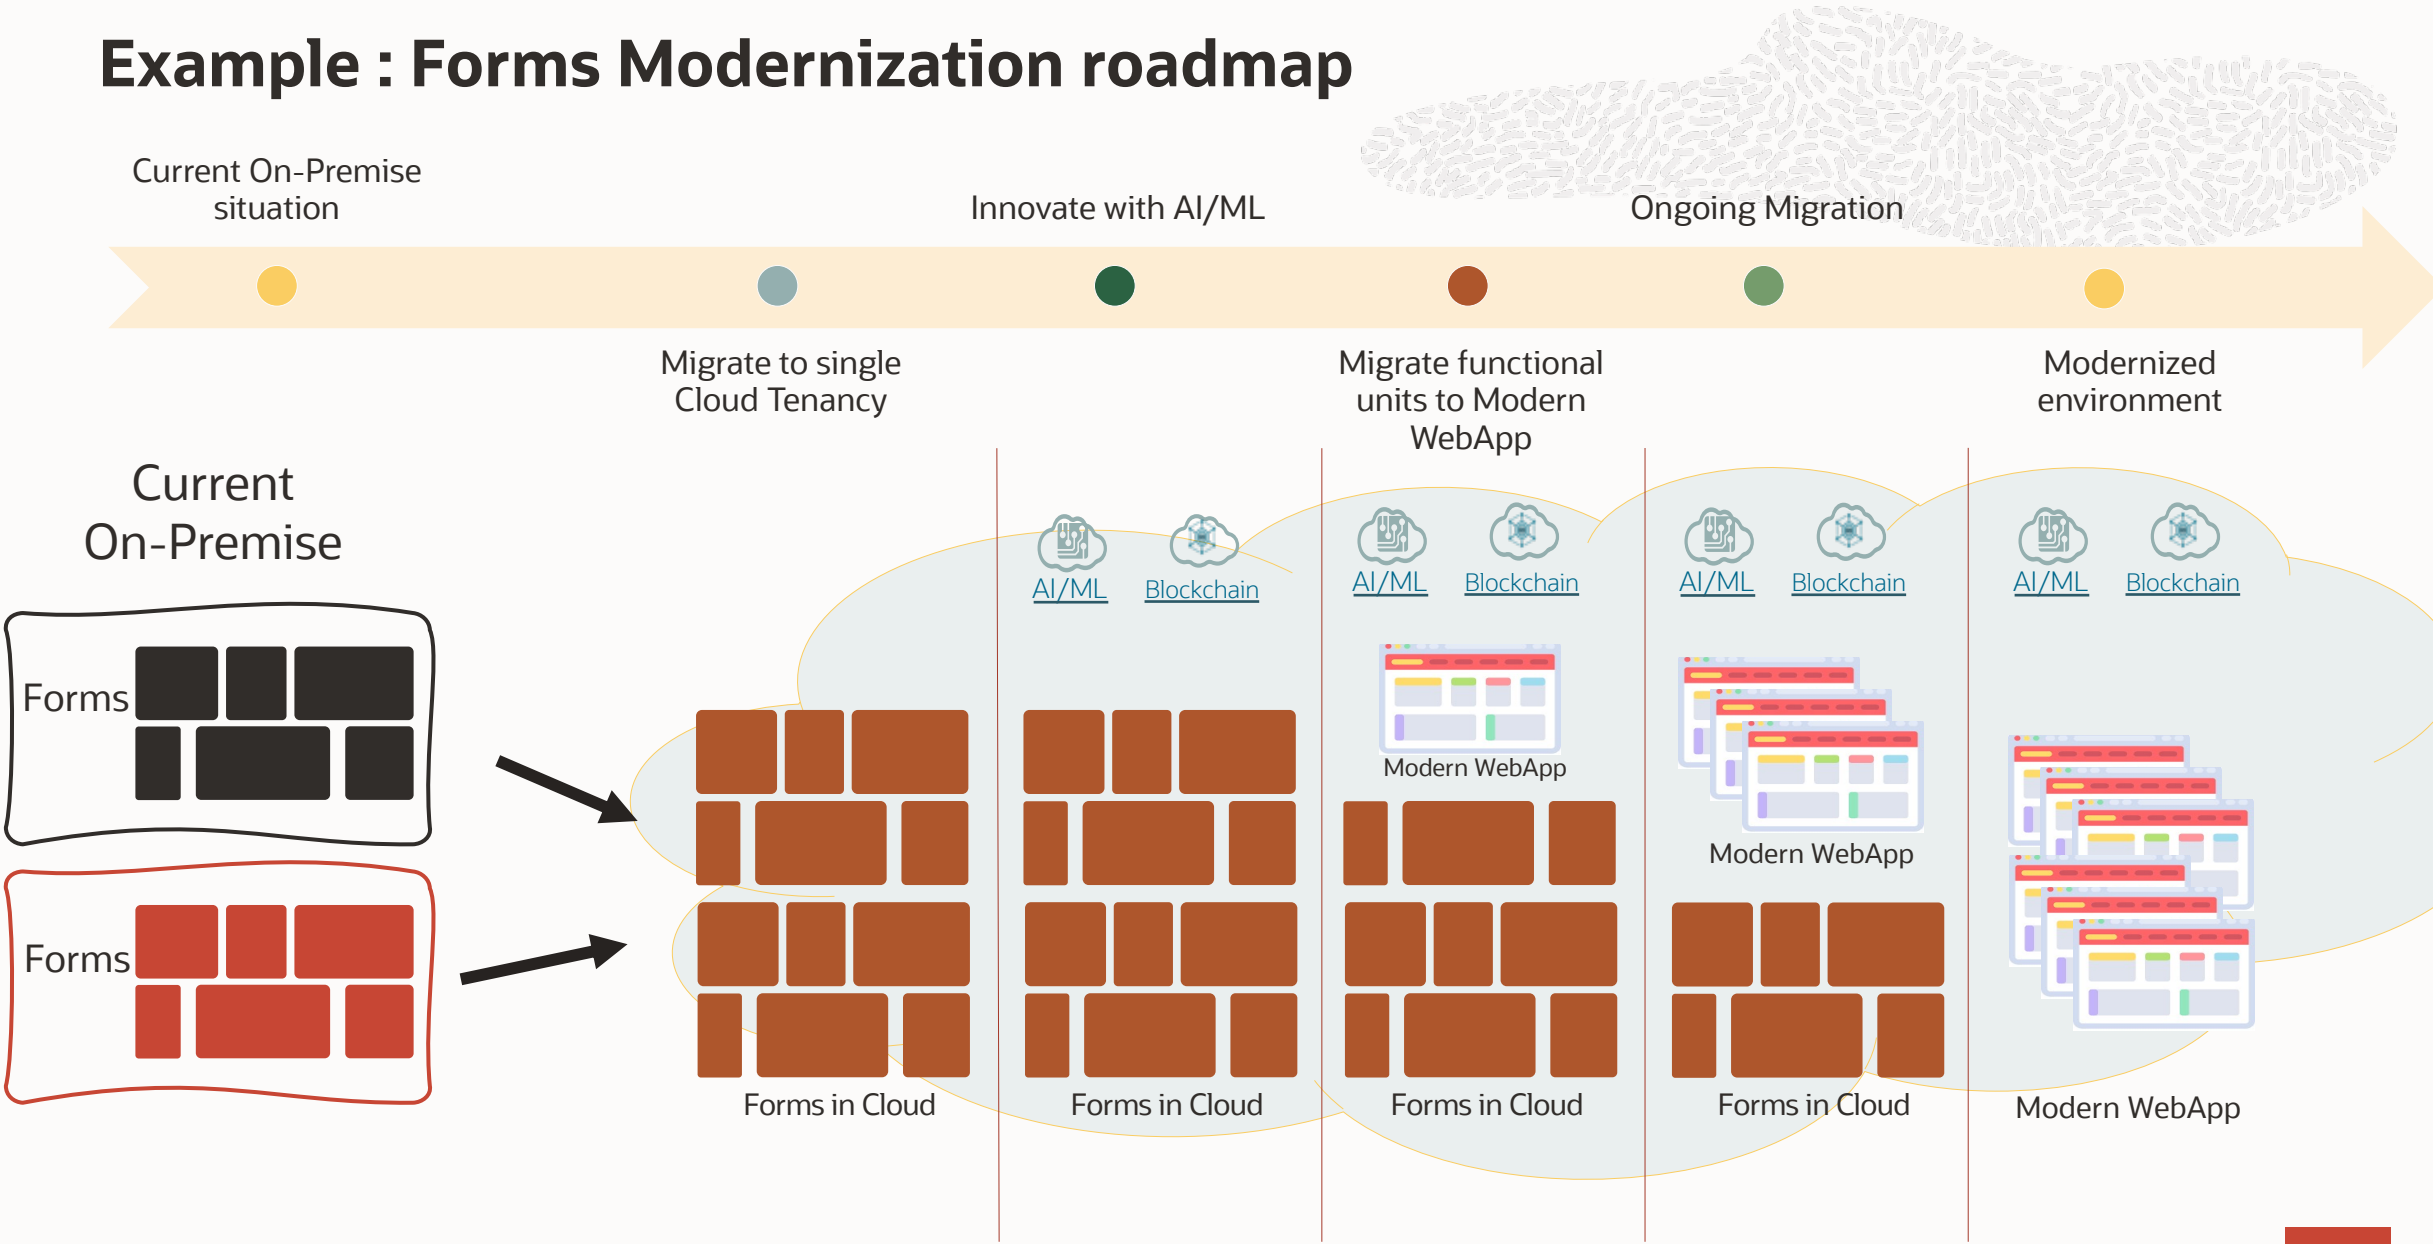 Example : Forms Modernization roadmap
Current On-Premise
situation
Innovate with AI/ML
Ongoing Migration
Migrate to single
Cloud Tenancy
Migrate functional
units to Modern
WebApp
Modernized
environment
Current
On-Premise
Forms
Forms
AI/ML
Blockchain
AI/ML
Blockchain
AI/ML
Blockchain
AI/ML
Blockchain
Modern WebApp
Modern WebApp
Forms in Cloud
Forms in Cloud
Forms in Cloud
Forms in Cloud
Modern WebApp